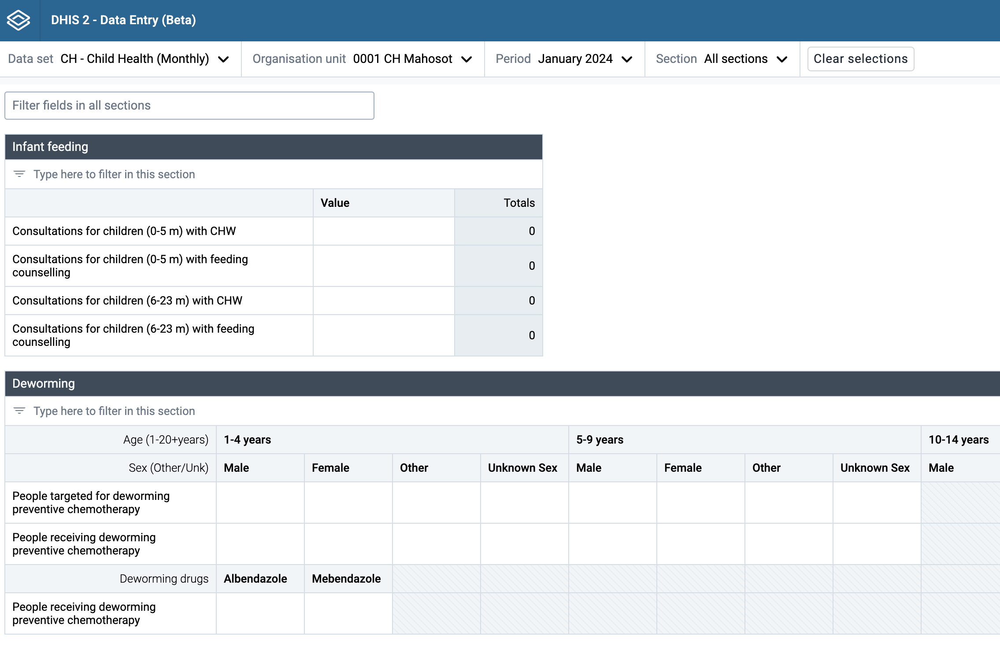 DHIS 2 - Data Entry (Beta)
Data set CH - Child Health (Monthly) Organisation unit 0001 CH Mahosot Period January 2024 Section All sections Clear selections
Filter fields in all sections
Infant feeding
Type here to filter in this section
Value Totals
Consultations for children (0-5 m) with CHW 0
Consultations for children (0-5 m) with feeding
counselling 0
Consultations for children (6-23 m) with CHW 0
Consultations for children (6-23 m) with feeding
counselling 0
Deworming
Type here to filter in this section
Age (1-20+years) 1-4 years 5-9 years 10-14 years
Sex (Other/Unk) Male Female Other Unknown Sex Male Female Other Unknown Sex Male
People targeted for deworming
preventive chemotherapy
People receiving deworming
preventive chemotherapy
Deworming drugs Albendazole Mebendazole
People receiving deworming
preventive chemotherapy